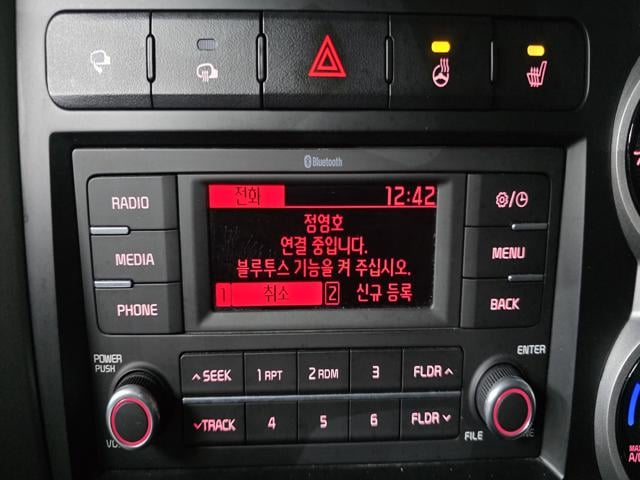 Bluetooth
RADIO
MEDIA
PHONE
전화 12:42
정영호
연결 중입니다.
블루투스 기능을 켜 주십시오.
1 취소 2 신규 등록
MENU
BACK
POWER
PUSH
ENTER
SEEK 1 RPT 2 RDM 3 FLDR
TRACK 4 5 6 FLDR
FILE
A/C